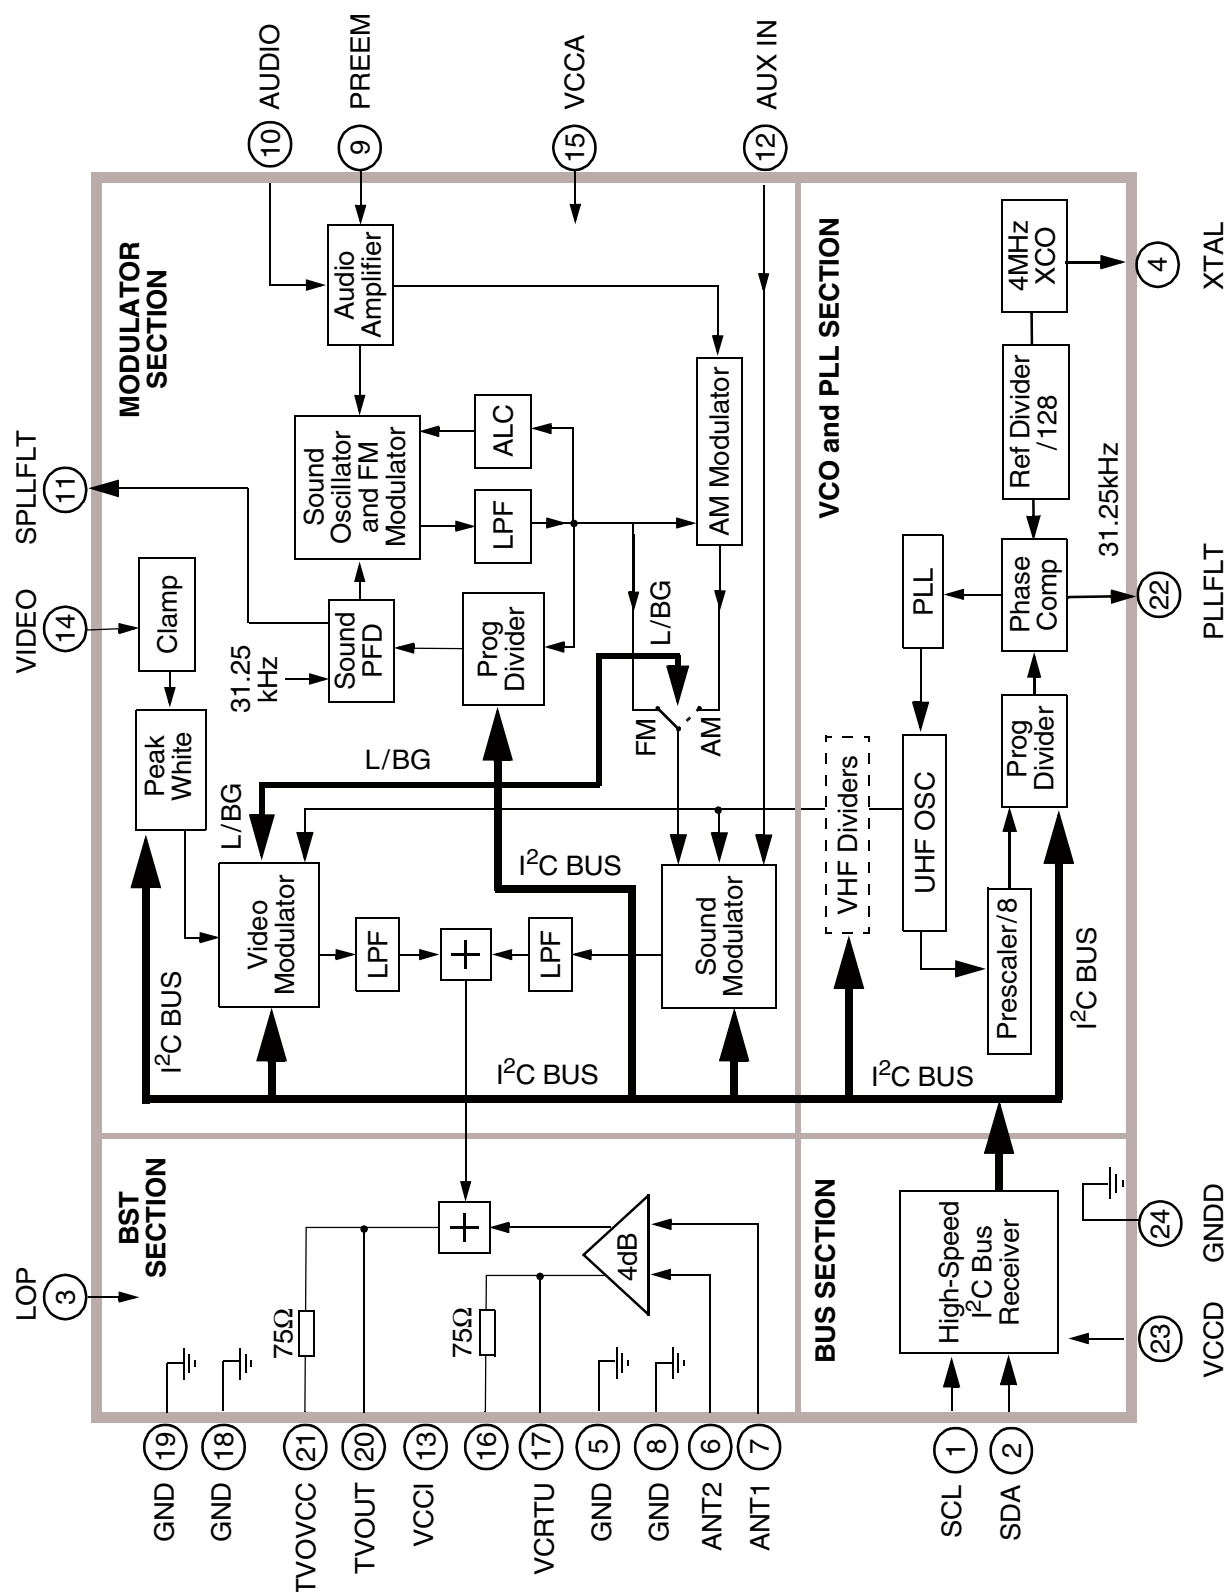 LOP
3
SPLLFLT
11
VIDEO
14
10
AUDIO
9
PREEM
15
VCCA
12
AUX IN
MODULATOR
SECTION
Clamp
Peak
White
31.25
kHz
Sound
PFD
Sound
Oscillator
and FM
Modulator
Audio
Amplifier
ALC
LPF
Prog
Divider
AM Modulator
L/BG
L/BG
L/BG
FM
AM
Video
Modulator
LPF
+
LPF
Sound
Modulator
I²C BUS
I²C BUS
I²C BUS
BST
SECTION
75Ω
75Ω
+
4dB
GND
19
GND
18
TVOVCC
21
TVOUT
20
VCCI
13
16
VCRTU
17
GND
5
GND
8
ANT2
6
ANT1
7
VCO and PLL SECTION
4MHz
XCO
Ref Divider
/128
31.25kHz
Phase
Comp
PLL
Prog
Divider
UHF OSC
VHF Dividers
Prescaler/8
I²C BUS
I²C BUS
4
XTAL
22
PLLFLT
BUS SECTION
High-Speed
I²C Bus
Receiver
SCL
1
SDA
2
23
VCCD
24
GNDD